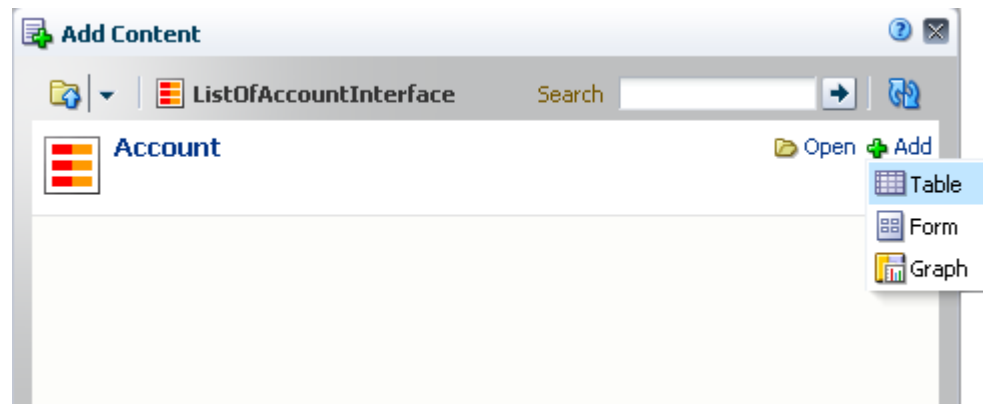 Add Content
ListOfAccountInterface Search
Account Open Add
Table
Form
Graph